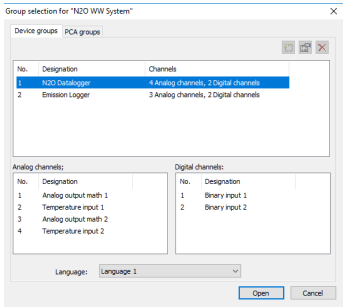 Group selection for "N2O WW System"
Device groups PCA groups
No. Designation Channels
1 N2O Datalogger 4 Analog channels, 2 Digital channels
2 Emission Logger 3 Analog channels, 2 Digital channels
Analog channels; Digital channels:
No. Designation No. Designation
1 Analog output math 1 1 Binary input 1
2 Temperature input 1 2 Binary input 2
3 Analog output math 2
4 Temperature input 2
Language: Language 1
Open Cancel